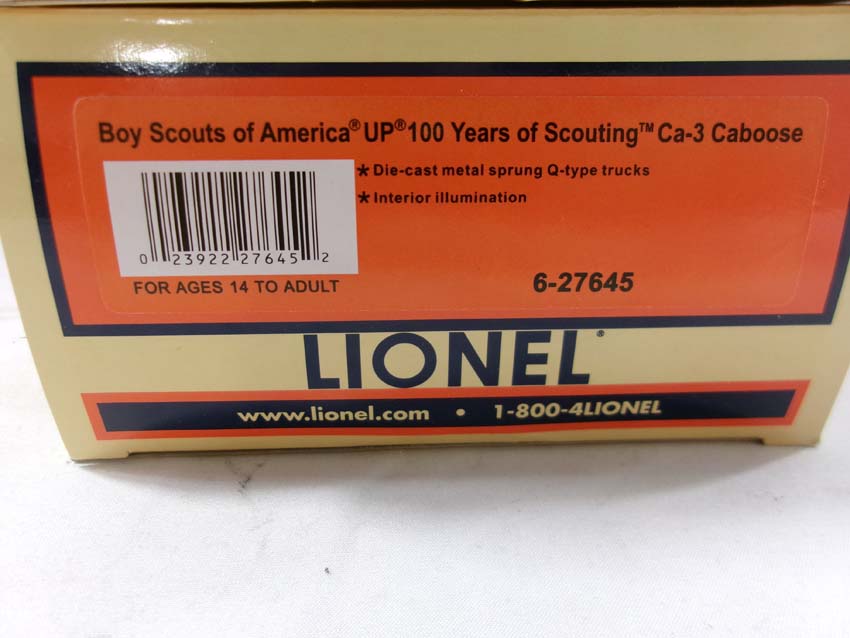 Boy Scouts of America® UP® 100 Years of Scouting™ Ca-3 Caboose
★ Die-cast metal sprung Q-type trucks
★ Interior illumination
0 23922 27645 2
FOR AGES 14 TO ADULT
6-27645
LIONEL®
www.lionel.com • 1-800-4LIONEL